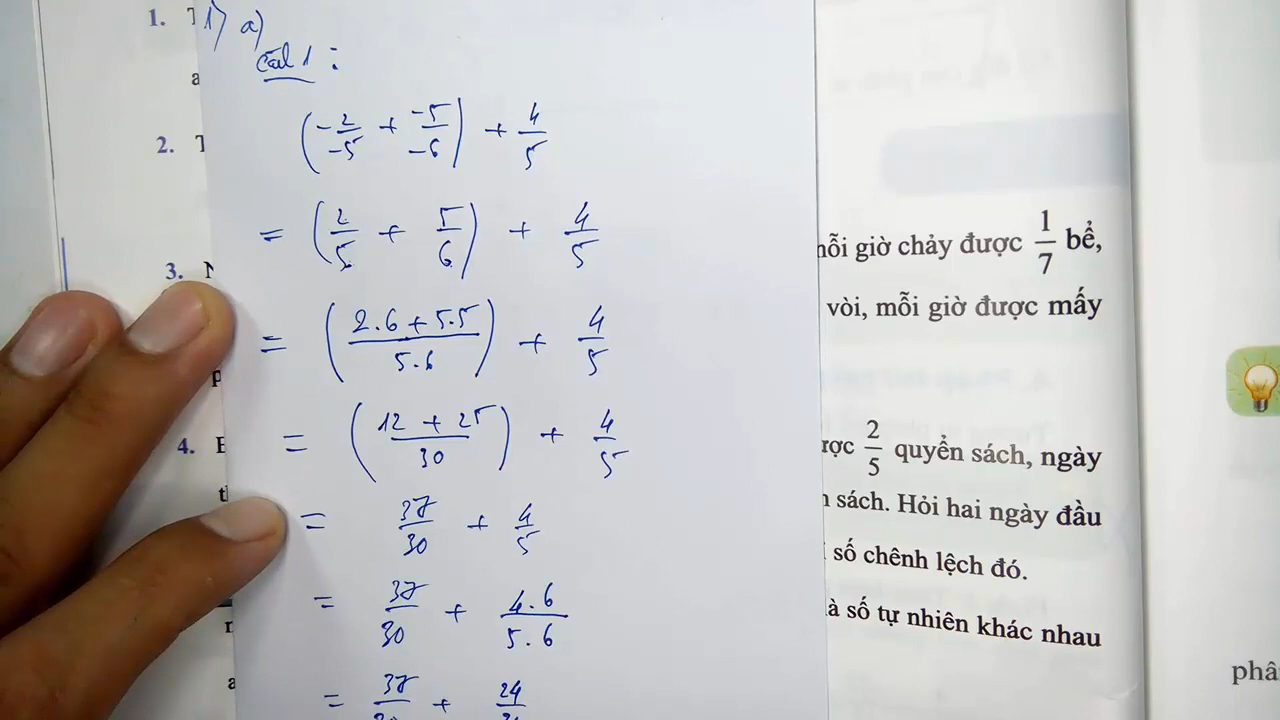 1. T
1) a)
Cách 1 :
a
(-2/-5 + -5/-6) + 4/5
2. T
= (2/5 + 5/6) + 4/5
mỗi giờ chảy được 1/7 bể,
3. N
vòi, mỗi giờ được mấy
= (2.6 + 5.5 / 5.6) + 4/5
p
= (12 + 25 / 30) + 4/5
4. E
2/5 quyển sách, ngày
sách. Hỏi hai ngày đầu
= 37/30 + 4/5
số chênh lệch đó.
= 37/30 + 4.6/5.6
là số tự nhiên khác nhau
= 37/30 + 24/
phâ